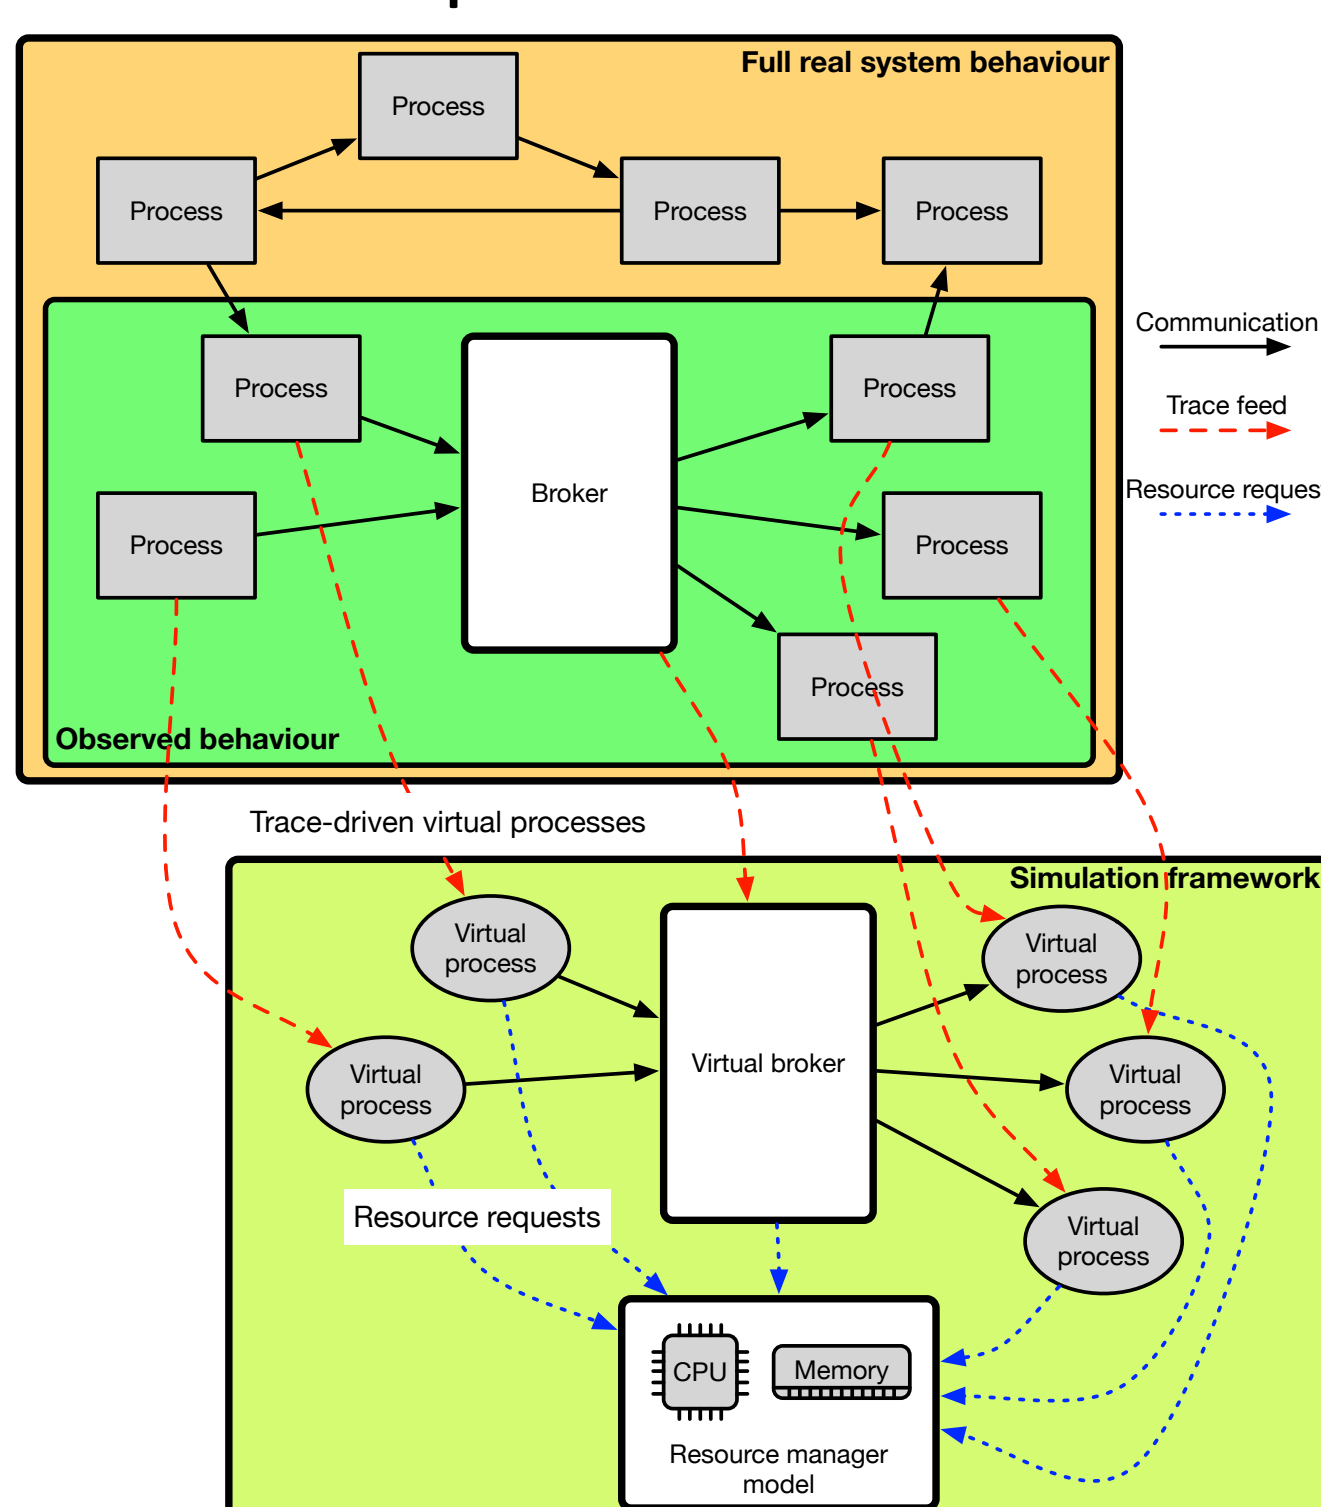 Full real system behaviour
Process
Process
Process
Process
Communication
Process
Process
Trace feed
Broker
Resource reques
Process
Process
Process
Observed behaviour
Trace-driven virtual processes
Simulation framework
Virtual
process
Virtual
process
Virtual broker
Virtual
process
Virtual
process
Resource requests
Virtual
process
CPU
Memory
Resource manager
model